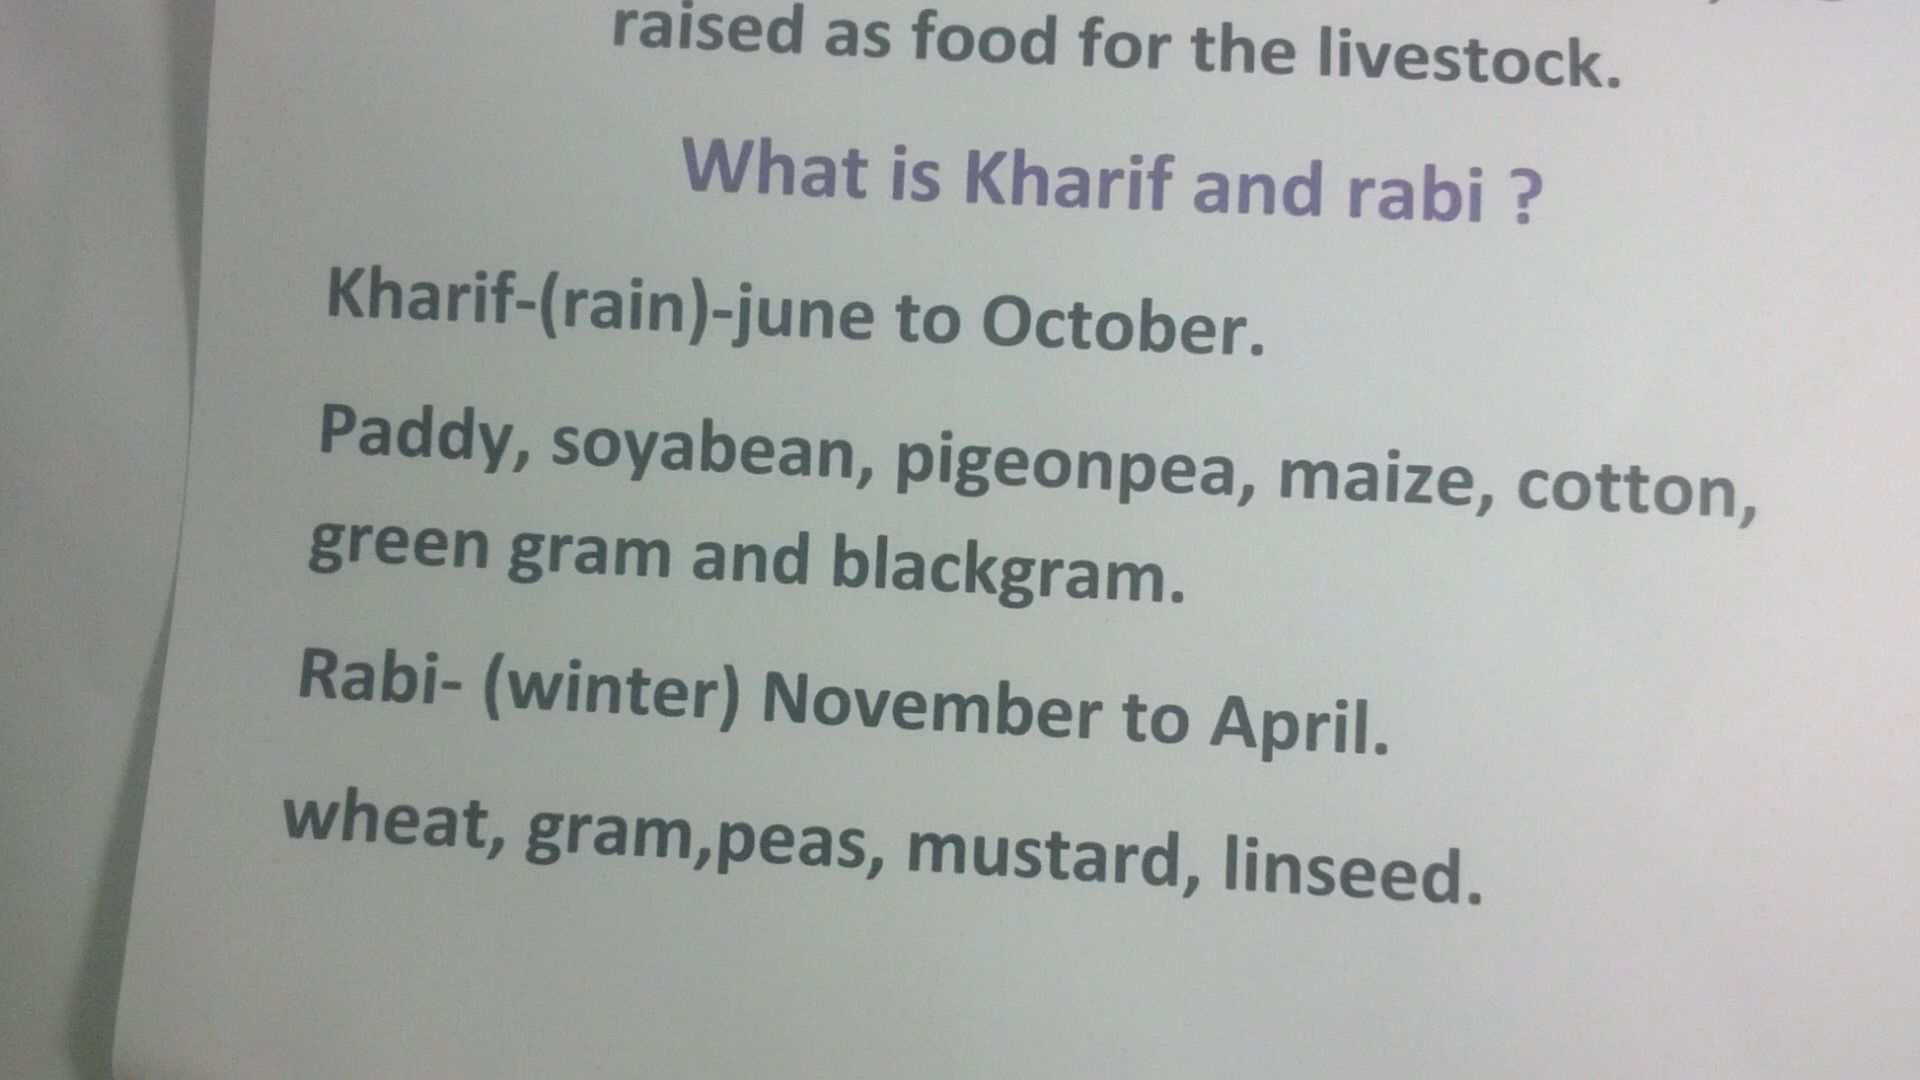 raised as food for the livestock.
What is Kharif and rabi ?
Kharif-(rain)-june to October.
Paddy, soyabean, pigeonpea, maize, cotton,
green gram and blackgram.
Rabi- (winter) November to April.
wheat, gram,peas, mustard, linseed.